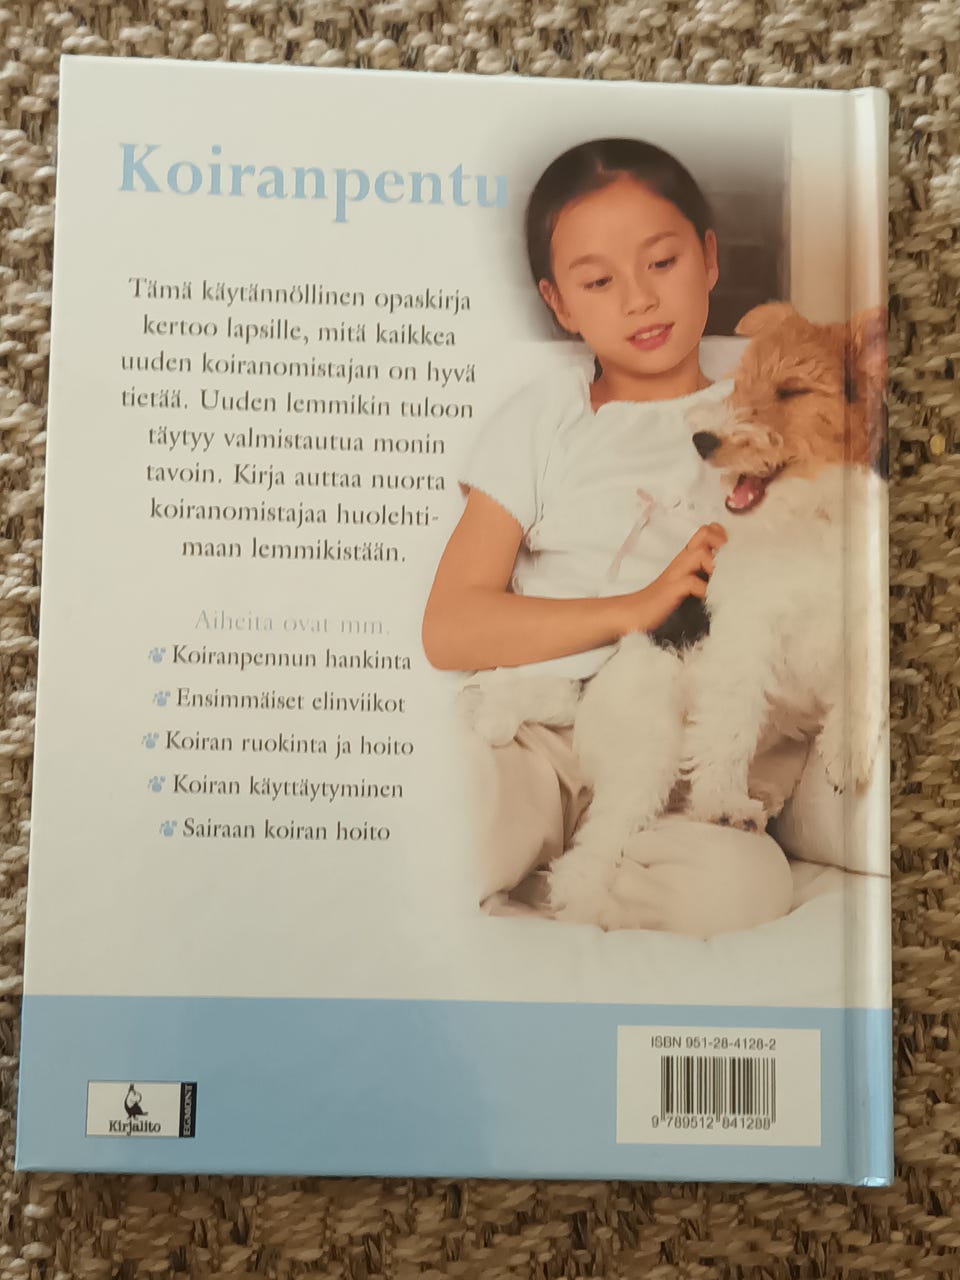 Koiranpentu
Tämä käytännöllinen opaskirja
kertoo lapsille, mitä kaikkea
uuden koiranomistajan on hyvä
tietää. Uuden lemmikin tuloon
täytyy valmistautua monin
tavoin. Kirja auttaa nuorta
koiranomistajaa huolehti-
maan lemmikistään.
Aiheita ovat mm.
Koiranpennun hankinta
Ensimmäiset elinviikot
Koiran ruokinta ja hoito
Koiran käyttäytyminen
Sairaan koiran hoito
Kirjalito
EGMONT
ISBN 951-28-4128-2
9 789512 841288